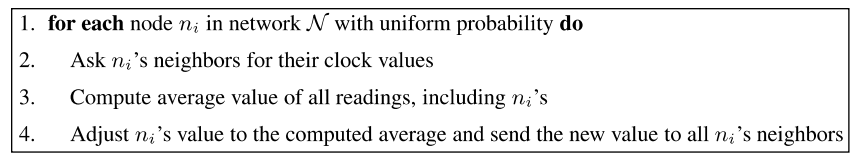 1. for each node nᵢ in network 𝒩 with uniform probability do
2. Ask nᵢ's neighbors for their clock values
3. Compute average value of all readings, including nᵢ's
4. Adjust nᵢ's value to the computed average and send the new value to all nᵢ's neighbors